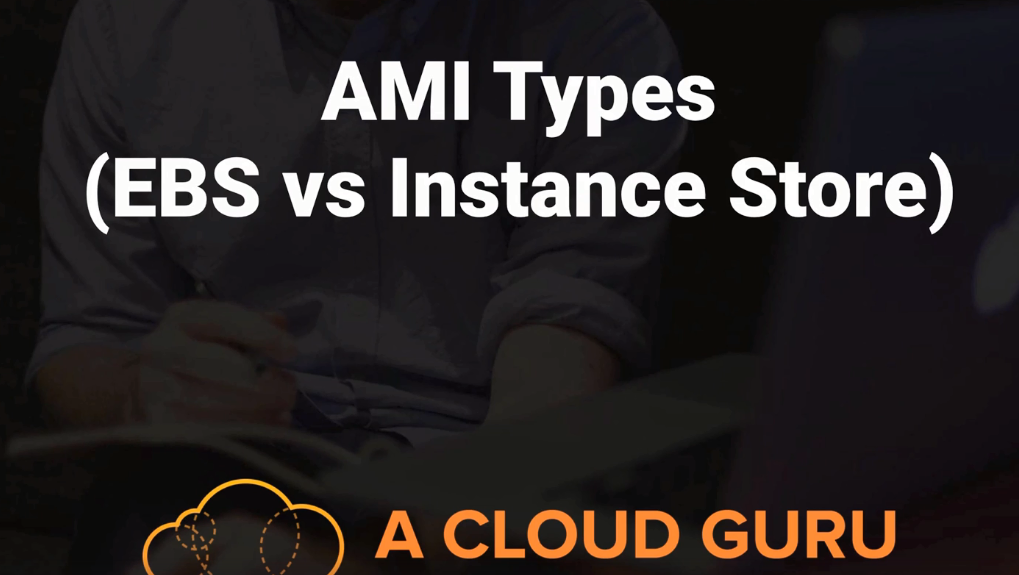 AMI Types
(EBS vs Instance Store)
A CLOUD GURU